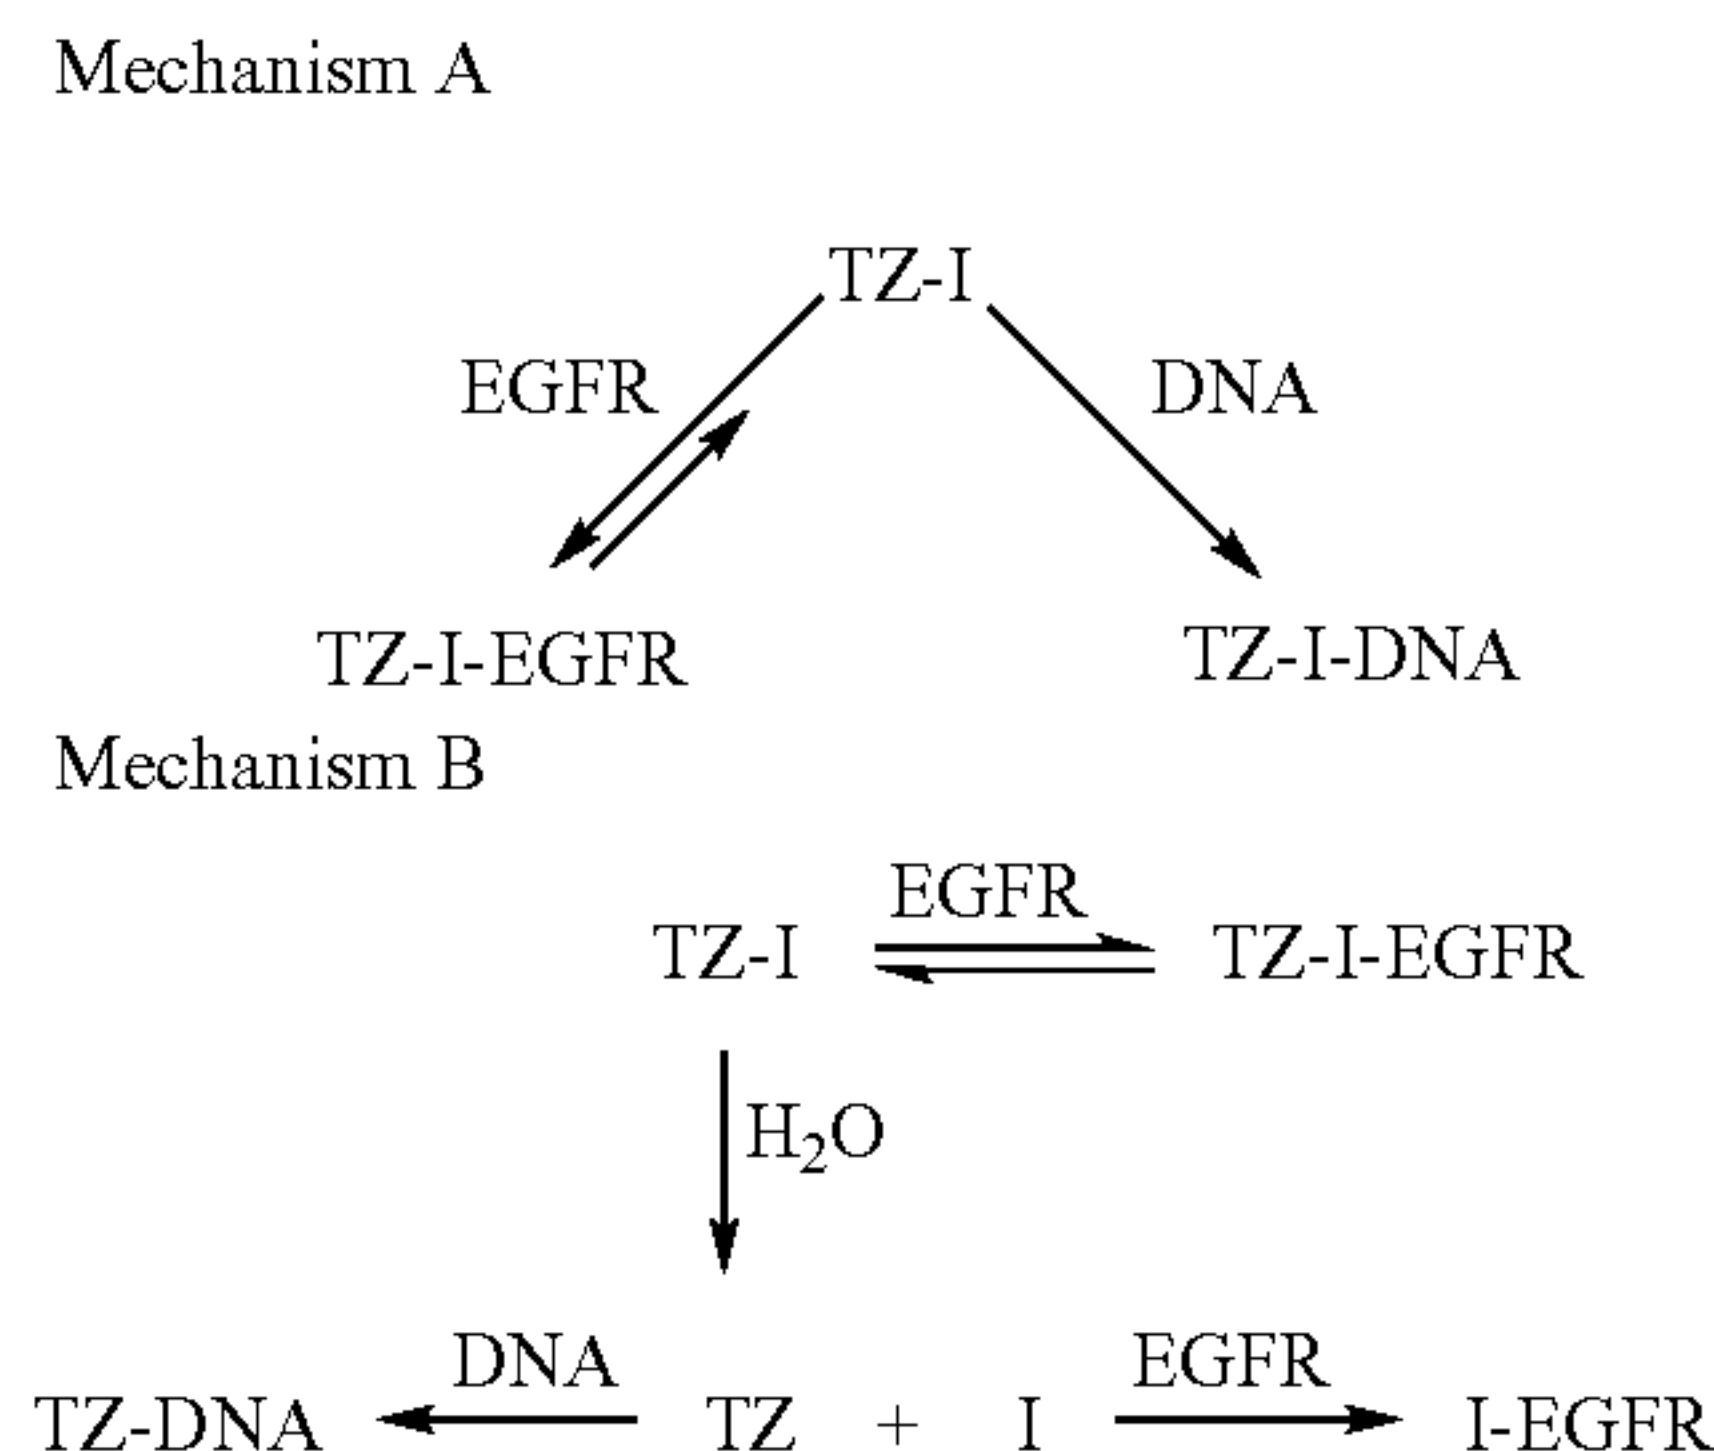 Mechanism A
TZ-I
EGFR DNA
TZ-I-EGFR TZ-I-DNA
Mechanism B
EGFR
TZ-I TZ-I-EGFR
H₂O
DNA EGFR
TZ-DNA TZ + I I-EGFR